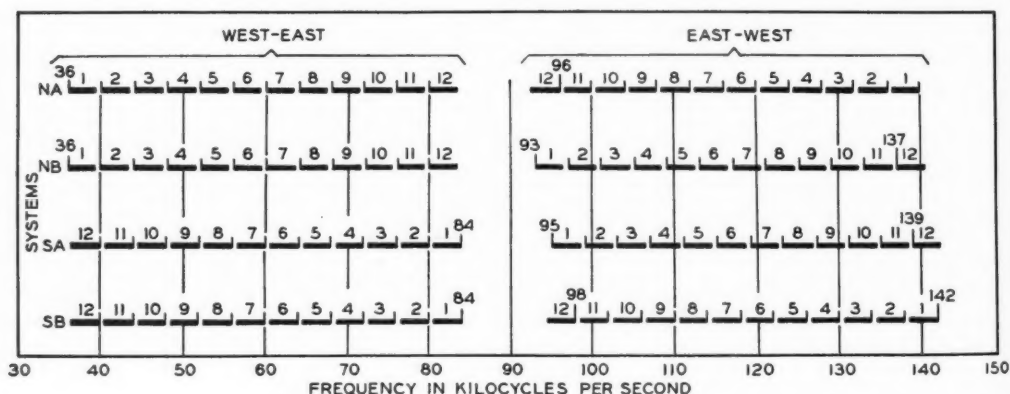 WEST-EAST EAST-WEST
36 96
NA 1 2 3 4 5 6 7 8 9 10 11 12 12 11 10 9 8 7 6 5 4 3 2 1
36 93 137
NB 1 2 3 4 5 6 7 8 9 10 11 12 1 2 3 4 5 6 7 8 9 10 11 12
SYSTEMS
84 95 139
SA 12 11 10 9 8 7 6 5 4 3 2 1 1 2 3 4 5 6 7 8 9 10 11 12
84 98 142
SB 12 11 10 9 8 7 6 5 4 3 2 1 12 11 10 9 8 7 6 5 4 3 2 1
30 40 50 60 70 80 90 100 110 120 130 140 150
FREQUENCY IN KILOCYCLES PER SECOND